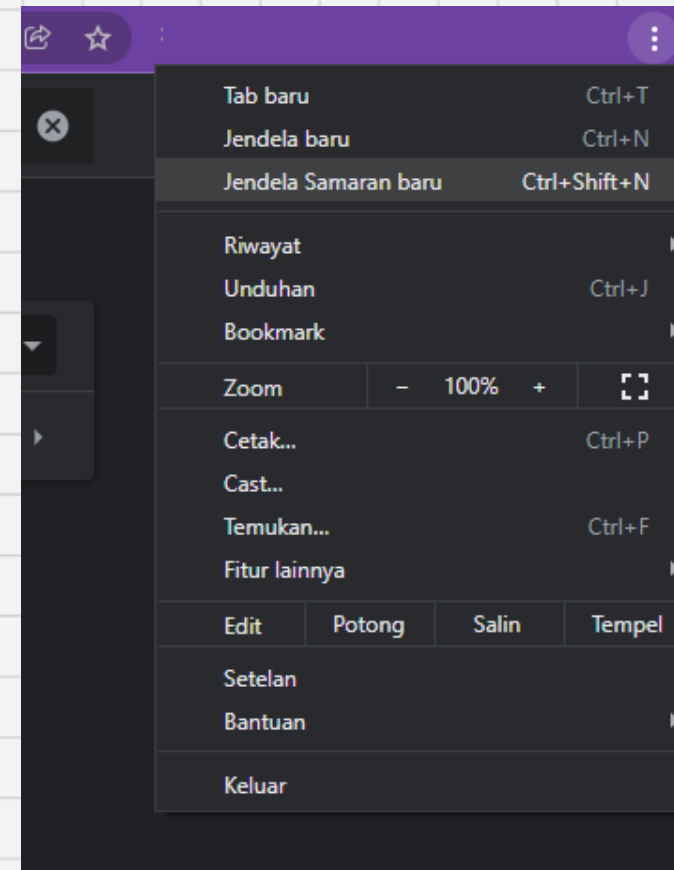 Tab baru Ctrl+T
Jendela baru Ctrl+N
Jendela Samaran baru Ctrl+Shift+N
Riwayat
Unduhan Ctrl+J
Bookmark
Zoom − 100% +
Cetak... Ctrl+P
Cast...
Temukan... Ctrl+F
Fitur lainnya
Edit Potong Salin Tempel
Setelan
Bantuan
Keluar